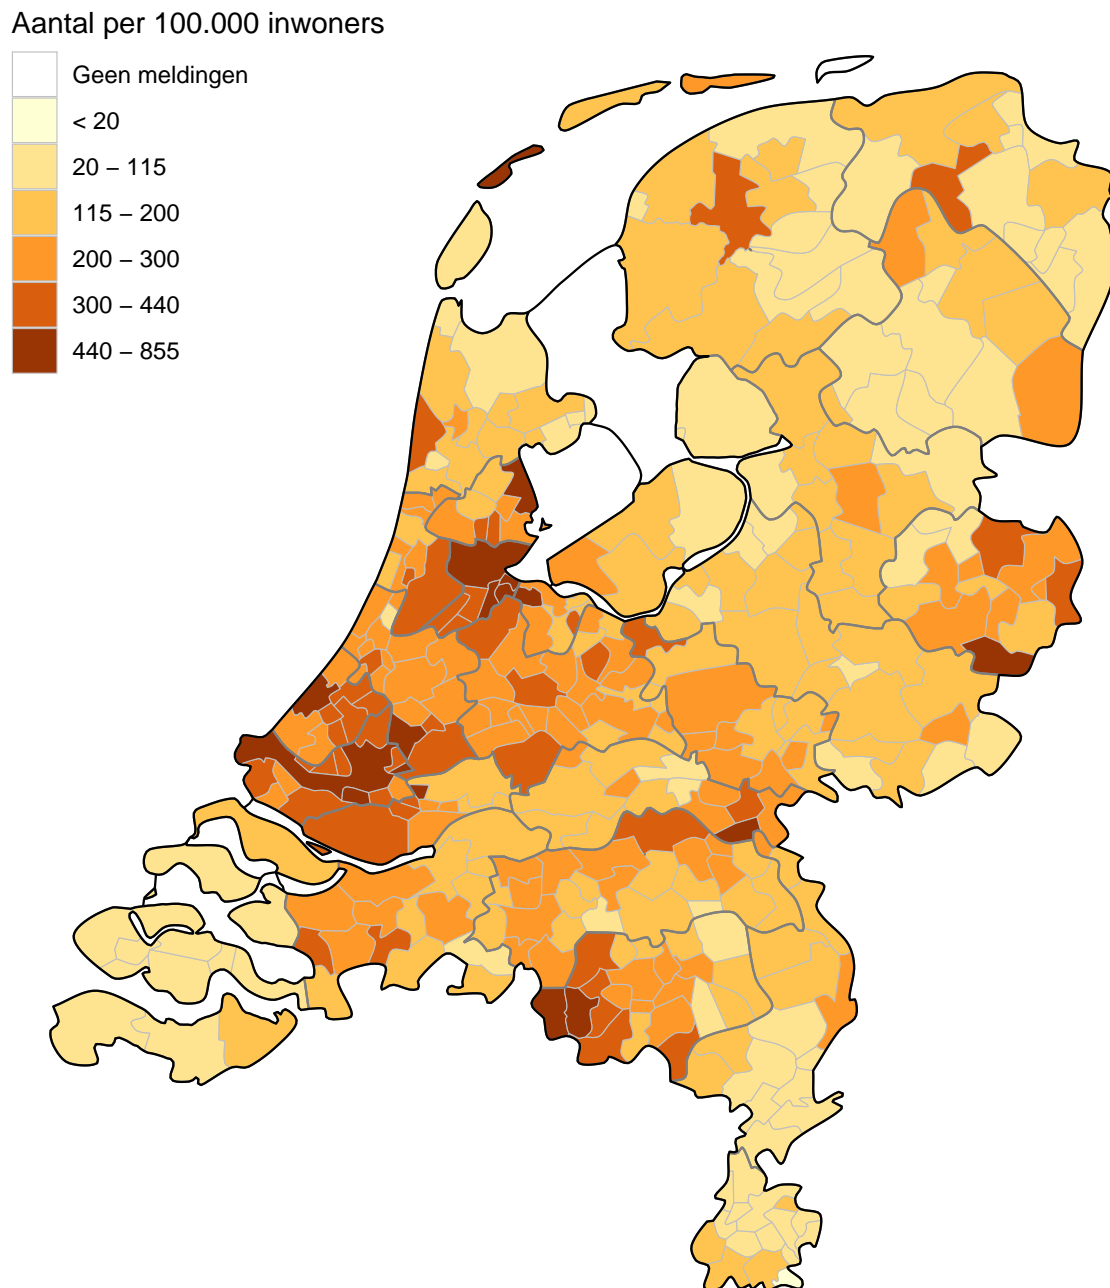 Aantal per 100.000 inwoners
Geen meldingen
< 20
20 – 115
115 – 200
200 – 300
300 – 440
440 – 855